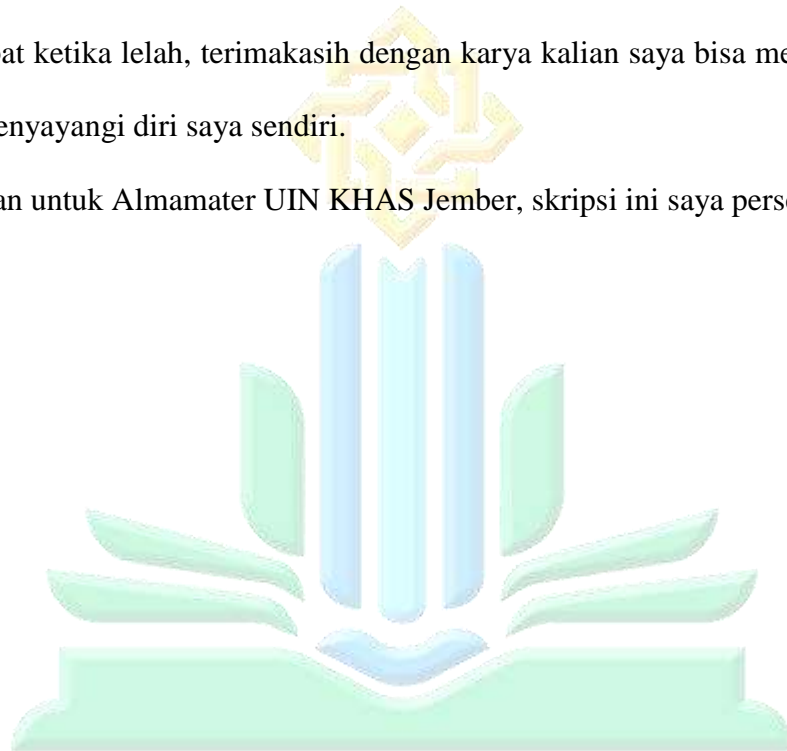 at ketika lelah, terimakasih dengan karya kalian saya bisa me
enyayangi diri saya sendiri.
an untuk Almamater UIN KHAS Jember, skripsi ini saya pers